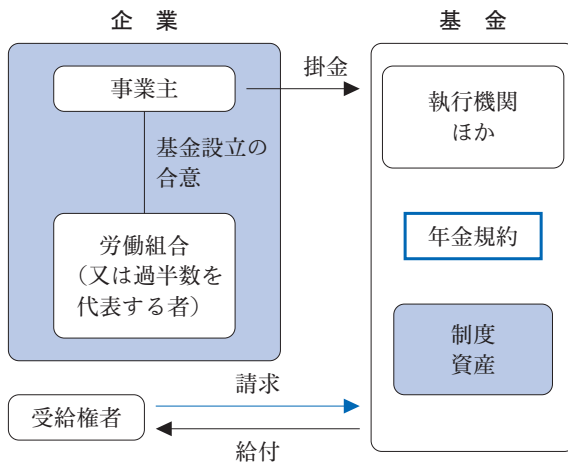 企　業
事業主
基金設立の
合意
労働組合
（又は過半数を
代表する者）
掛金
基　金
執行機関
ほか
年金規約
制度
資産
受給権者
請求
給付